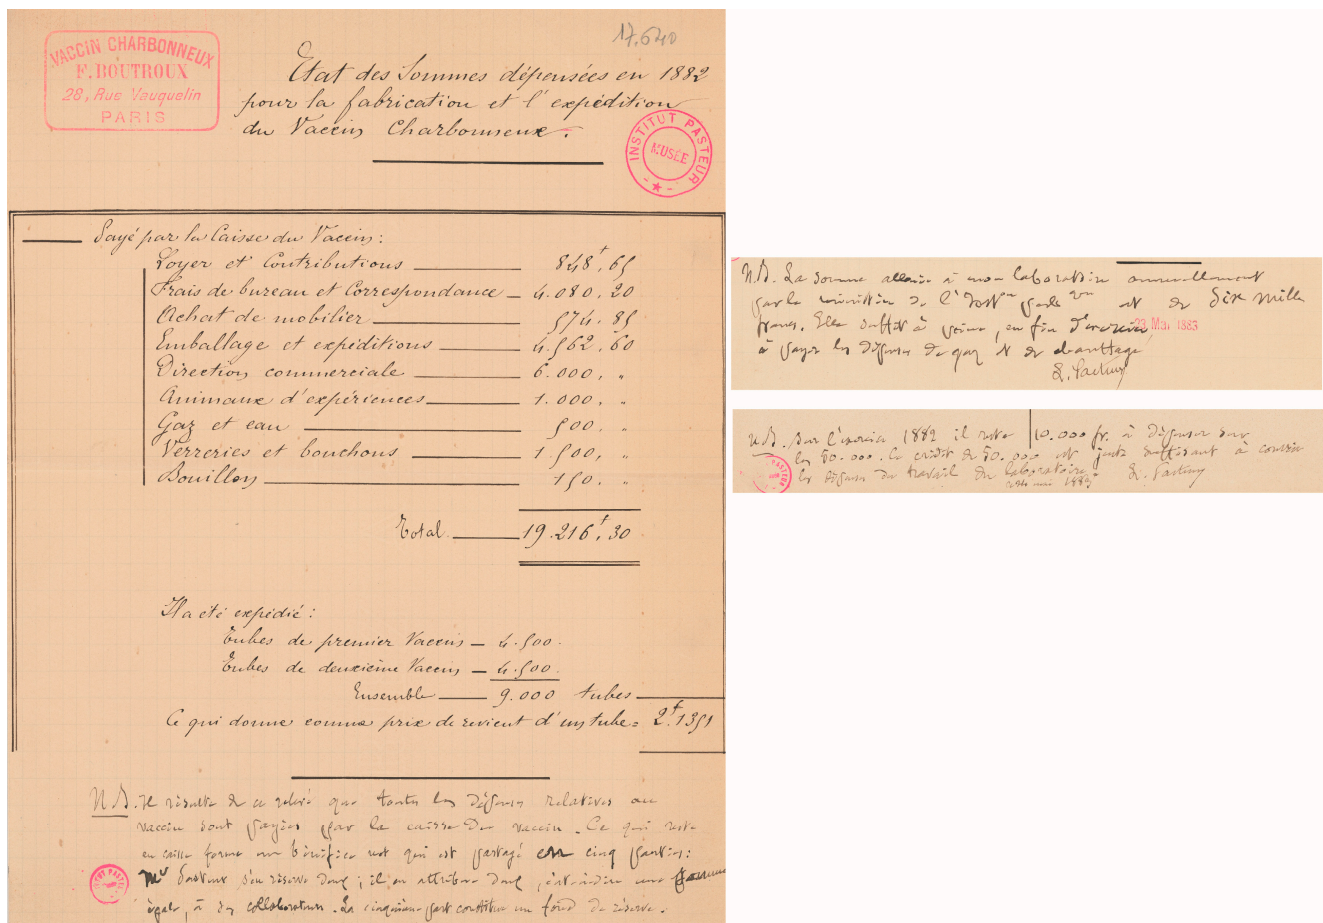 17.640
VACCIN CHARBONNEUX
F. BOUTROUX
28, Rue Vauquelin
PARIS
Etat des Sommes dépensées en 1882
pour la fabrication et l'expédition
du Vaccin Charbonneux.
INSTITUT PASTEUR
MUSÉE
Payé par la Caisse du Vaccin:
Loyer et Contributions 848f,65
Frais de bureau et Correspondance 4.080,20
Achat de mobilier 574.85
Emballage et expéditions 4.562,60
Direction commerciale 6.000, "
Animaux d'expériences 1.000, "
Gaz et eau 500, "
Verreries et bouchons 1.500, "
Bouillon 150, "
Total 19.216f,30
Il a été expédié:
Tubes de premier Vaccin 4.500.
Tubes de deuxième Vaccin 4.500.
Ensemble 9.000 tubes
Ce qui donne comme prix de revient d'un tube = 2f.1351
N.B. Il résulte de ce relevé que toutes les dépenses relatives au
vaccin sont payées par la caisse du vaccin. Ce qui reste
en caisse forme un bénéfice net qui est partagé en cinq parties:
Mr Pasteur s'en réserve deux; il en attribue deux, c'est-à-dire une somme
égale, à ses collaborateurs. La cinquième part constitue un fond de réserve.
N.B. La somme allouée à mon laboratoire annuellement
par le ministère de l'Inst^on publique est de dix mille
francs. Elle suffit à peine, en fin d'exercice
23 Mai 1883
à payer les dépenses de gaz et de chauffage
L. Pasteur
N.B. Sur l'exercice 1882 il reste 10.000 fr. à dépenser sur
les 50.000. Ce crédit de 50.000 est juste suffisant à couvrir
les dépenses du travail du laboratoire. L. Pasteur
mai 1883